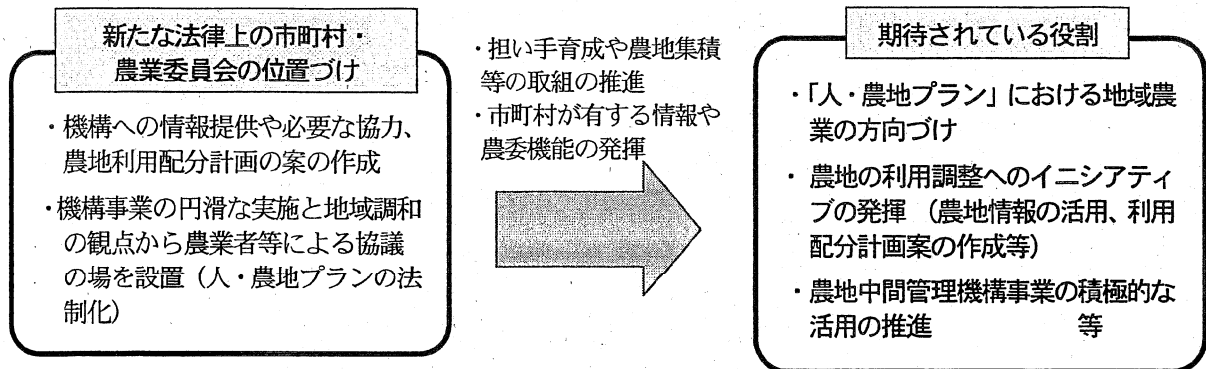 新たな法律上の市町村・
農業委員会の位置づけ
・機構への情報提供や必要な協力、
農地利用配分計画の案の作成
・機構事業の円滑な実施と地域調和
の観点から農業者等による協議
の場を設置（人・農地プランの法
制化）
・担い手育成や農地集積
等の取組の推進
・市町村が有する情報や
農委機能の発揮
期待されている役割
・「人・農地プラン」における地域農
業の方向づけ
・ 農地の利用調整へのイニシアティ
ブの発揮 （農地情報の活用、利用
配分計画案の作成等）
・農地中間管理機構事業の積極的な
活用の推進 等